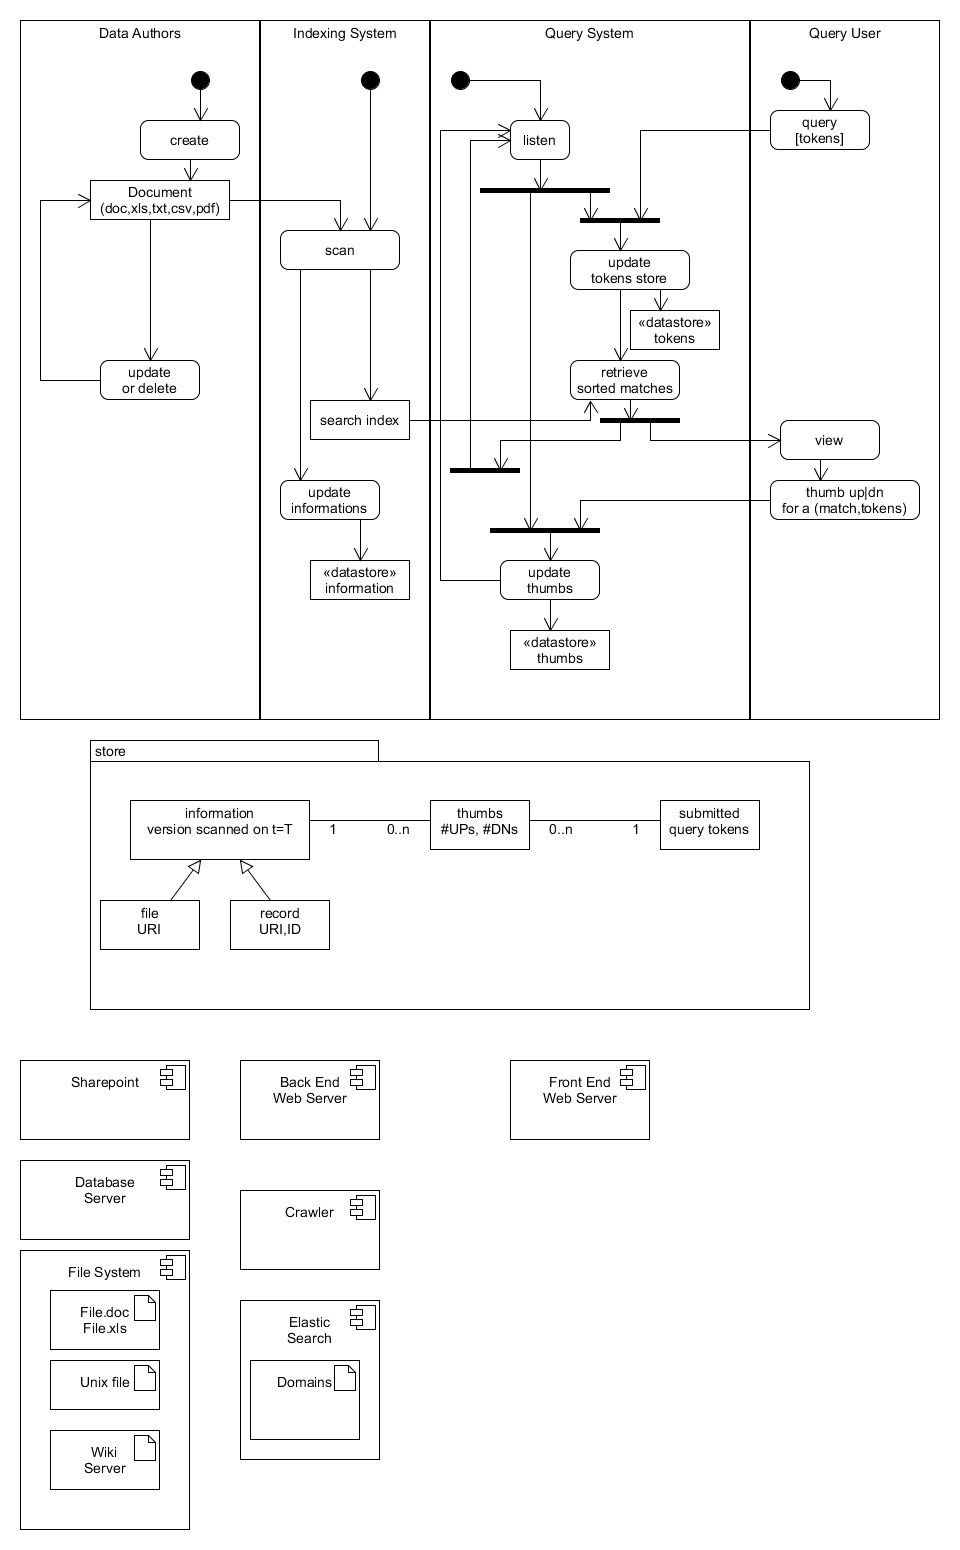 Data Authors
Indexing System
Query System
Query User
create
Document
(doc,xls,txt,csv,pdf)
update
or delete
scan
search index
update
informations
«datastore»
information
listen
update
tokens store
«datastore»
tokens
retrieve
sorted matches
update
thumbs
«datastore»
thumbs
query
[tokens]
view
thumb up|dn
for a (match,tokens)
store
information
version scanned on t=T
1
0..n
thumbs
#UPs, #DNs
0..n
1
submitted
query tokens
file
URI
record
URI,ID
Sharepoint
Back End
Web Server
Front End
Web Server
Database
Server
Crawler
File System
File.doc
File.xls
Unix file
Wiki
Server
Elastic
Search
Domains